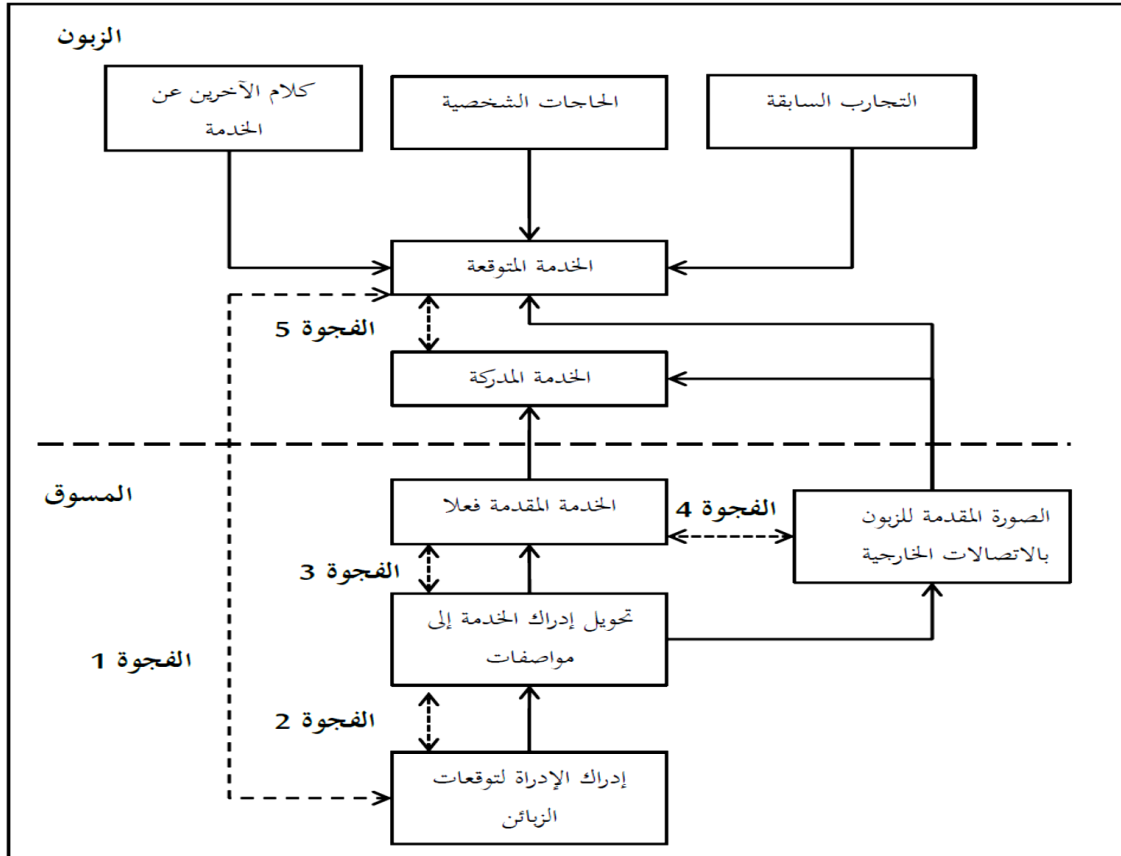 الزبون
التجارب السابقة
الحاجات الشخصية
كلام الآخرين عن
الخدمة
الخدمة المتوقعة
الفجوة 5
الخدمة المدركة
المسوق
الخدمة المقدمة فعلا
الفجوة 4
الصورة المقدمة للزبون
بالاتصالات الخارجية
الفجوة 3
تحويل إدراك الخدمة إلى
مواصفات
الفجوة 1
الفجوة 2
إدراك الإدراة لتوقعات
الزبائن